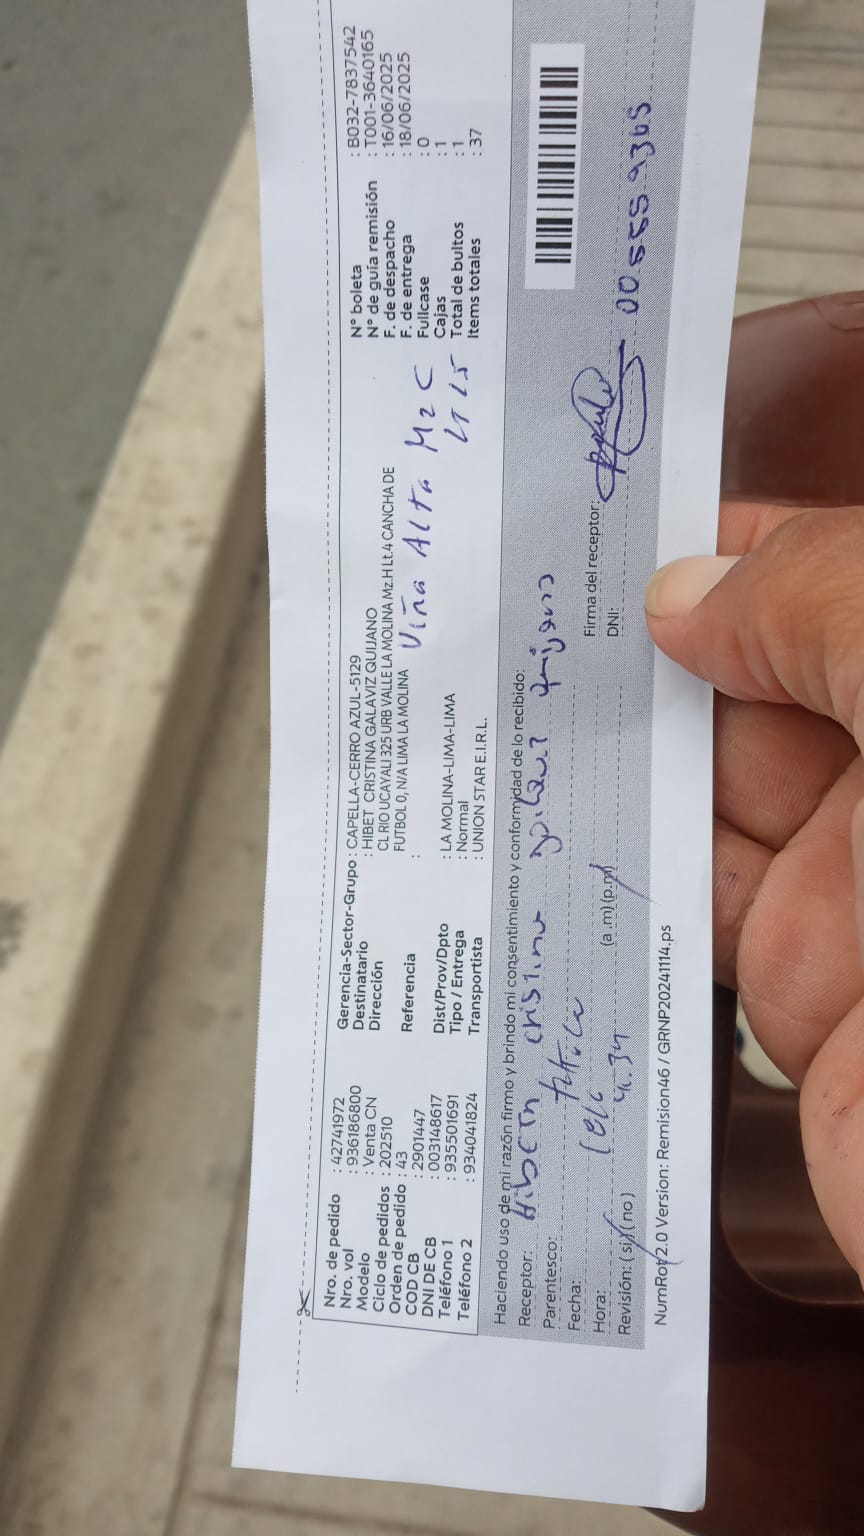 Nro. de pedido : 42741972
Nro. vol : 936186800
Modelo : Venta CN
Ciclo de pedidos : 202510
Orden de pedido : 43
COD CB : 2901447
DNI DE CB : 003148617
Teléfono 1 : 935501691
Teléfono 2 : 934041824
Gerencia-Sector-Grupo : CAPELLA-CERRO AZUL-5129
Destinatario : HIBET CRISTINA GALAVIZ QUIJANO
Dirección CL RIO UCAYALI 325 URB VALLE LA MOLINA Mz.H Lt.4 CANCHA DE
FUTBOL 0, N/A LIMA LA MOLINA
Referencia :
Viña Alta Mz C
Lt 15
Dist/Prov/Dpto : LA MOLINA-LIMA-LIMA
Tipo / Entrega : Normal
Transportista : UNION STAR E.I.R.L.
N° boleta : B032-7837542
N° de guía remisión : T001-3640165
F. de despacho : 16/06/2025
F. de entrega : 18/06/2025
Fullcase : 0
Cajas : 1
Total de bultos : 1
Items totales : 37
Haciendo uso de mi razón firmo y brindo mi consentimiento y conformidad de lo recibido:
Receptor: cristina quijano
Parentesco: titular
Fecha:
Hora: 4:34 (a .m) (p.m)
Revisión: ( si ) ( no )
Firma del receptor:
DNI:
NumRot 2.0 Version: Remision46 / GRNP20241114.ps